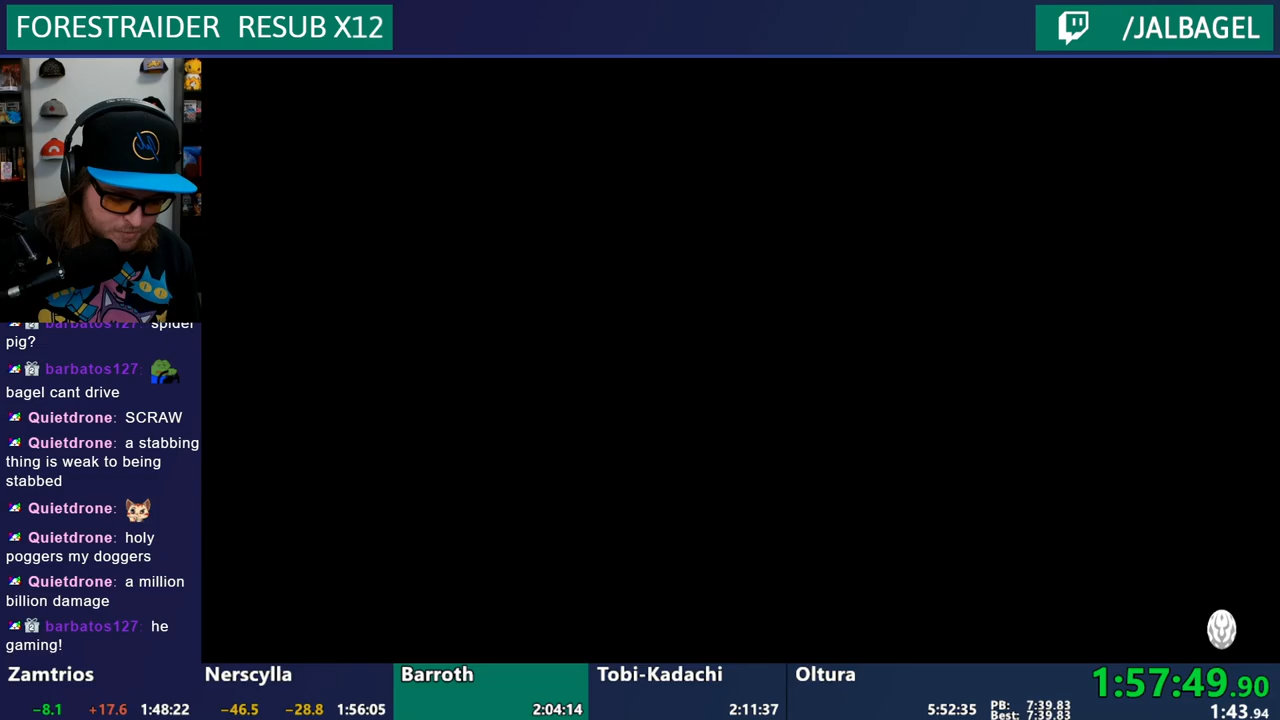 FORESTRAIDER RESUB X12
/JALBAGEL
barbatos127: spider
pig?
barbatos127:
bagel cant drive
Quietdrone: SCRAW
Quietdrone: a stabbing
thing is weak to being
stabbed
Quietdrone:
Quietdrone: holy
poggers my doggers
Quietdrone: a million
billion damage
barbatos127: he
gaming!
Zamtrios
−8.1 +17.6 1:48:22
Nerscylla
−46.5 −28.8 1:56:05
Barroth
2:04:14
Tobi-Kadachi
2:11:37
Oltura
5:52:35
PB: 7:39.83
Best: 7:39.83
1:57:49.90
1:43.94